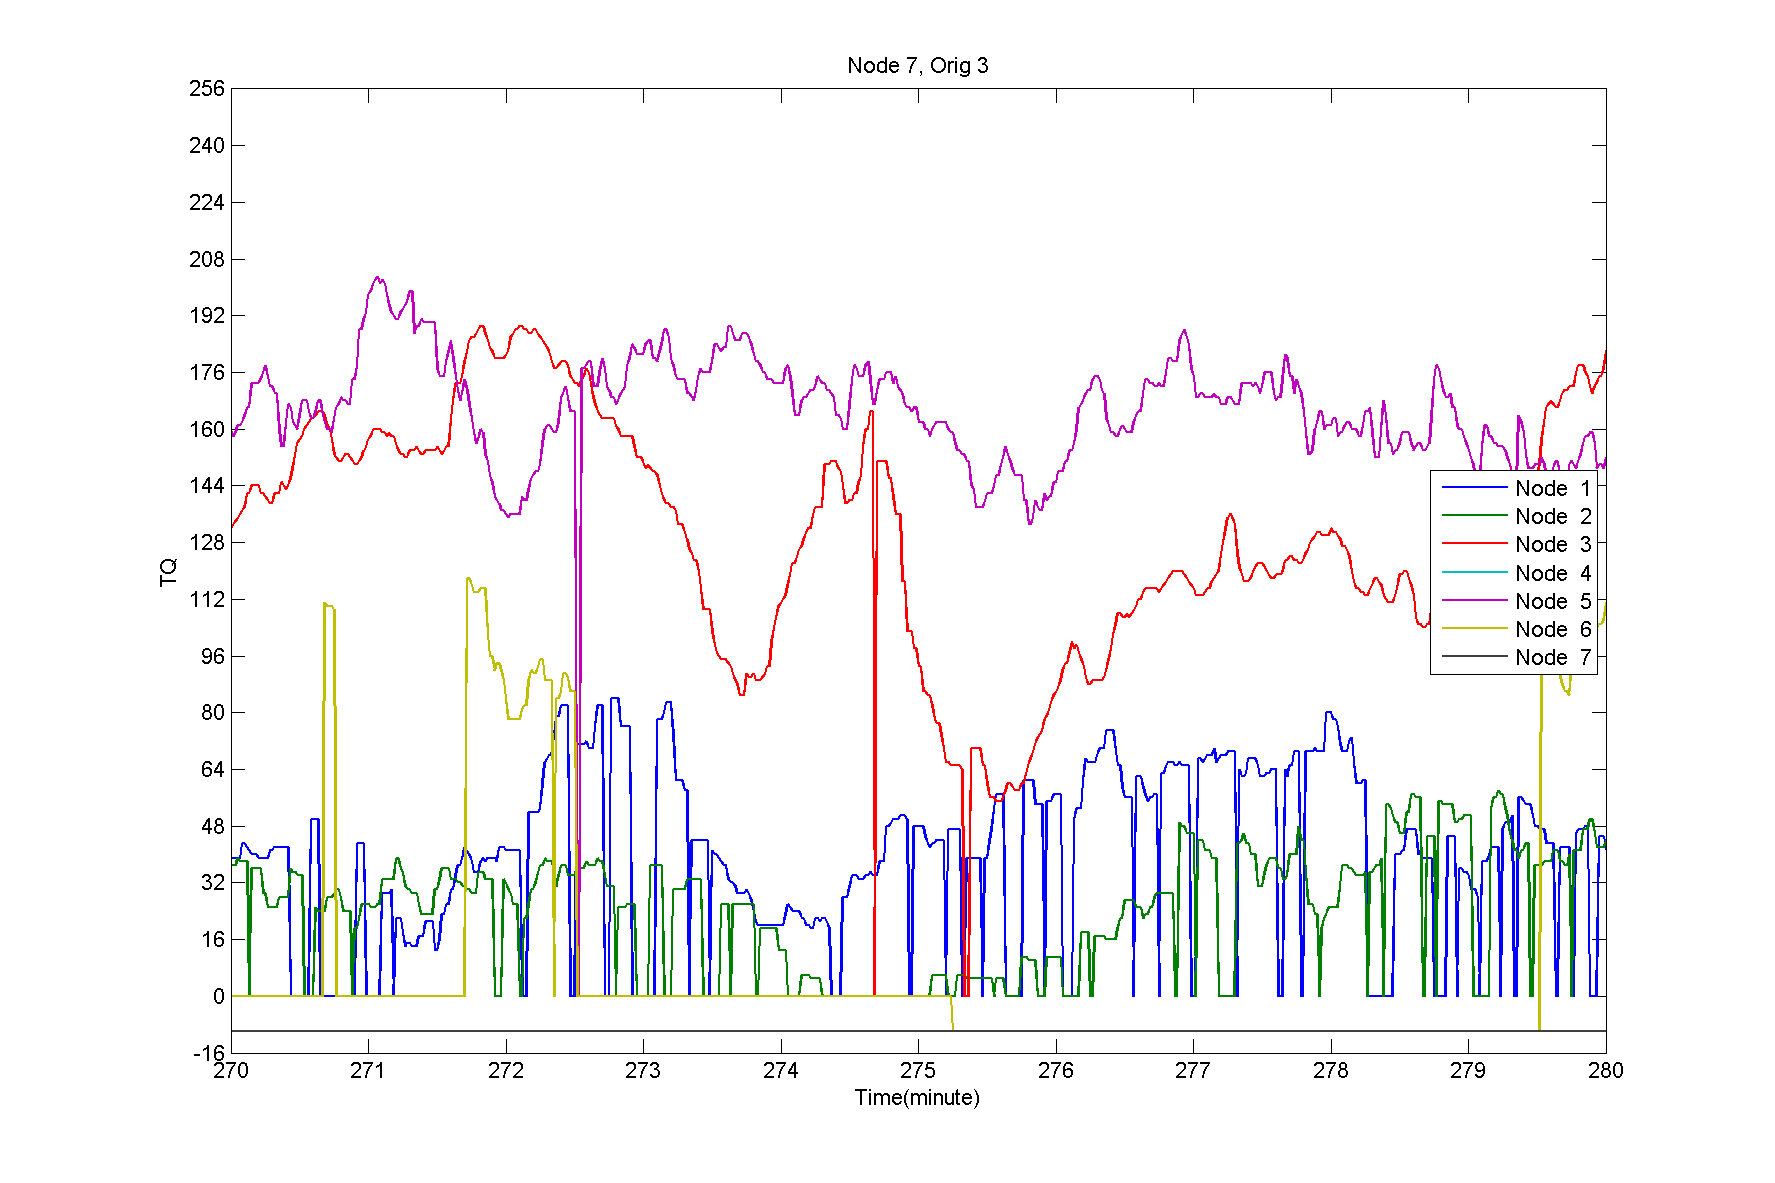 Node 7, Orig 3
256
240
224
208
192
176
160
144
128
112
96
80
64
48
32
16
0
-16
TQ
Node 1
Node 2
Node 3
Node 4
Node 5
Node 6
Node 7
270 271 272 273 274 275 276 277 278 279 280
Time(minute)